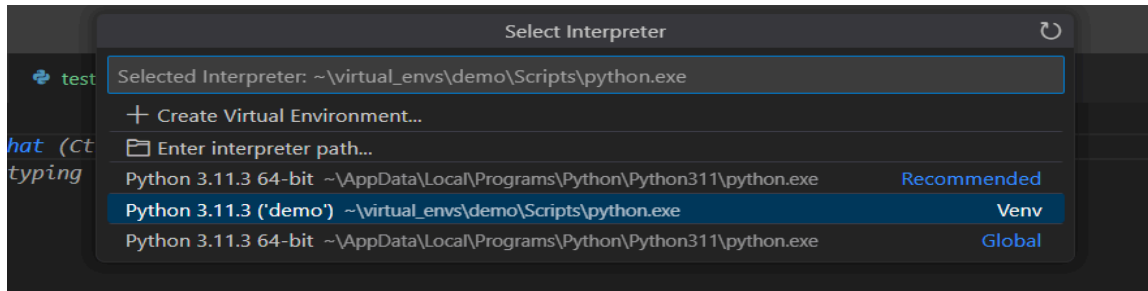 Select Interpreter
test
Selected Interpreter: ~\virtual_envs\demo\Scripts\python.exe
Create Virtual Environment...
hat (Ct
Enter interpreter path...
typing
Python 3.11.3 64-bit ~\AppData\Local\Programs\Python\Python311\python.exe Recommended
Python 3.11.3 ('demo') ~\virtual_envs\demo\Scripts\python.exe Venv
Python 3.11.3 64-bit ~\AppData\Local\Programs\Python\Python311\python.exe Global